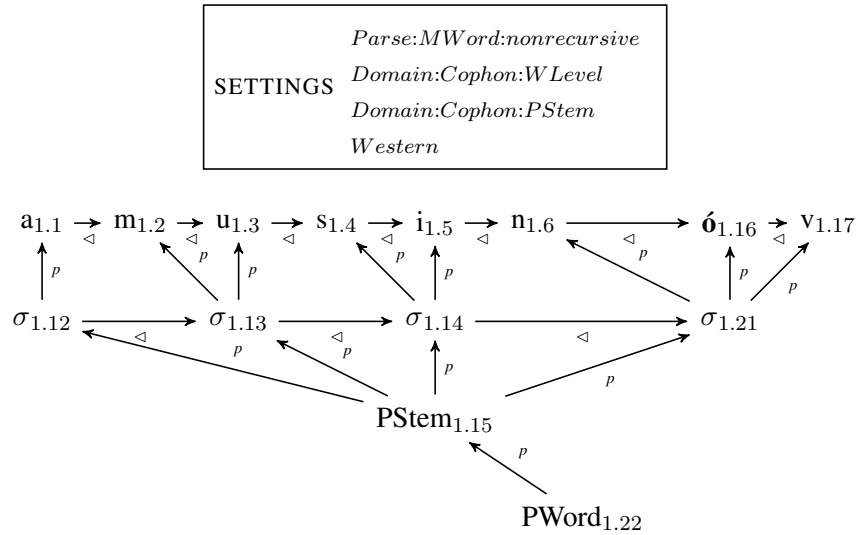 Parse:MWord:nonrecursive
Domain:Cophon:WLevel
SETTINGS
Domain:Cophon:PStem
Western
a1.1 m1.2 u1.3 s1.4 i1.5 n1.6 ó1.16 v1.17
◁ ◁ ◁ ◁ ◁ ◁ ◁
p p p p p p p p
σ1.12 σ1.13 σ1.14 σ1.21
◁ ◁ ◁
p p p p
PStem1.15
p
PWord1.22